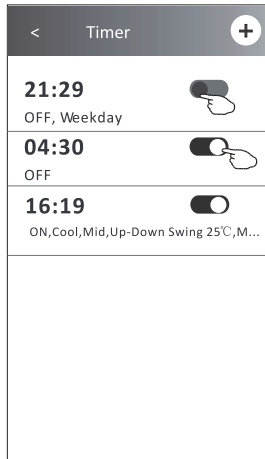 < Timer +
21:29
OFF, Weekday
04:30
OFF
16:19
ON,Cool,Mid,Up-Down Swing 25℃,M...